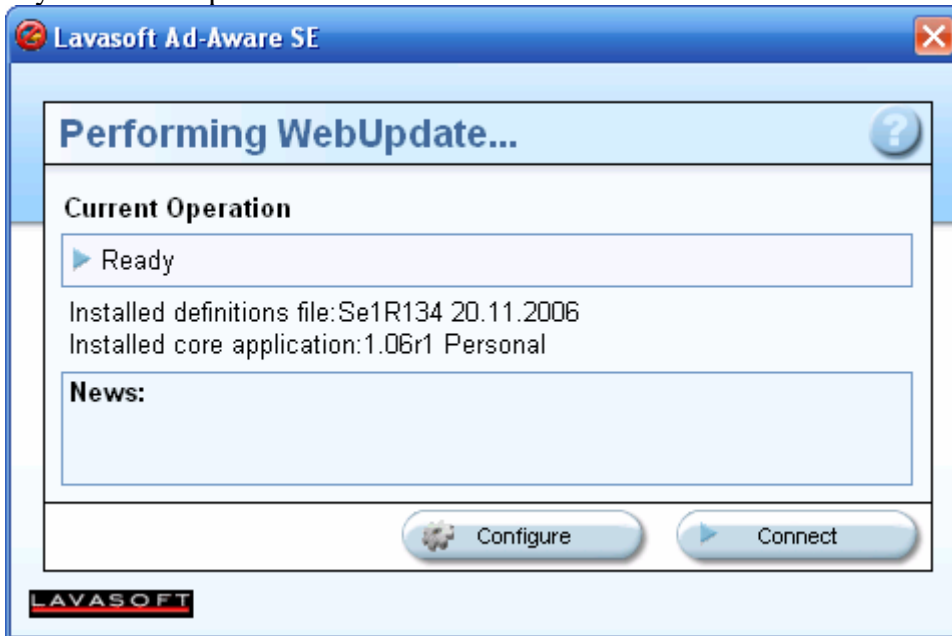 Lavasoft Ad-Aware SE
Performing WebUpdate...
?
Current Operation
Ready
Installed definitions file:Se1R134 20.11.2006
Installed core application:1.06r1 Personal
News:
Configure
Connect
LAVASOFT